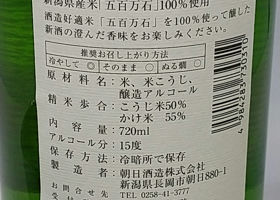 新潟県産米「五百万石」100%使用
酒造好適米「五百万石」を100%使って醸した
新酒の澄んだ香味をお楽しみください。
推奨お召し上がり方法
冷やして ◎ そのまま ○ ぬる燗 ○
原材料名 米、米こうじ、
醸造アルコール
精米歩合 こうじ米50%
かけ米 55%
内容量 720ml
アルコール分 15度
保存方法 冷暗所で保存
製造者 朝日酒造株式会社
新潟県長岡市朝日880-1
お問合せ TEL 0258-41-3777
4 984283 730310